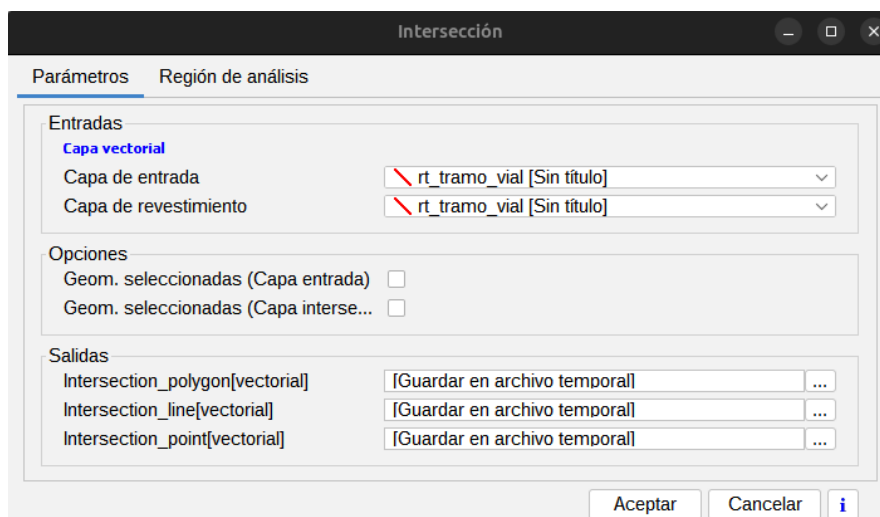 Intersección
Parámetros Región de análisis
Entradas
Capa vectorial
Capa de entrada rt_tramo_vial [Sin título]
Capa de revestimiento rt_tramo_vial [Sin título]
Opciones
Geom. seleccionadas (Capa entrada)
Geom. seleccionadas (Capa interse...
Salidas
Intersection_polygon[vectorial] [Guardar en archivo temporal] ...
Intersection_line[vectorial] [Guardar en archivo temporal] ...
Intersection_point[vectorial] [Guardar en archivo temporal] ...
Aceptar Cancelar i